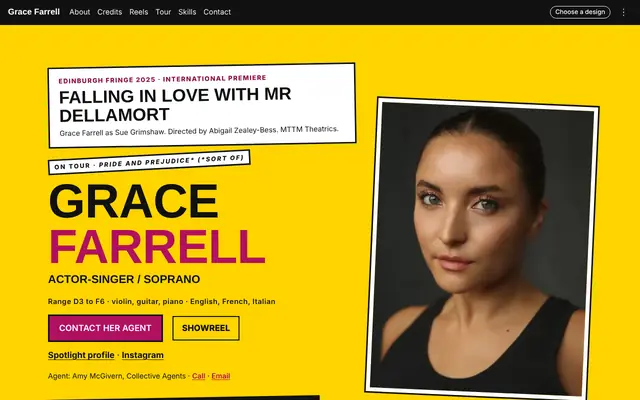 Grace Farrell About Credits Reels Tour Skills Contact Choose a design
EDINBURGH FRINGE 2025 · INTERNATIONAL PREMIERE
FALLING IN LOVE WITH MR
DELLAMORT
Grace Farrell as Sue Grimshaw. Directed by Abigail Zealey-Bess. MTTM Theatrics.
ON TOUR · PRIDE AND PREJUDICE* (*SORT OF)
GRACE
FARRELL
ACTOR-SINGER / SOPRANO
Range D3 to F6 · violin, guitar, piano · English, French, Italian
CONTACT HER AGENT SHOWREEL
Spotlight profile · Instagram
Agent: Amy McGivern, Collective Agents · Call · Email